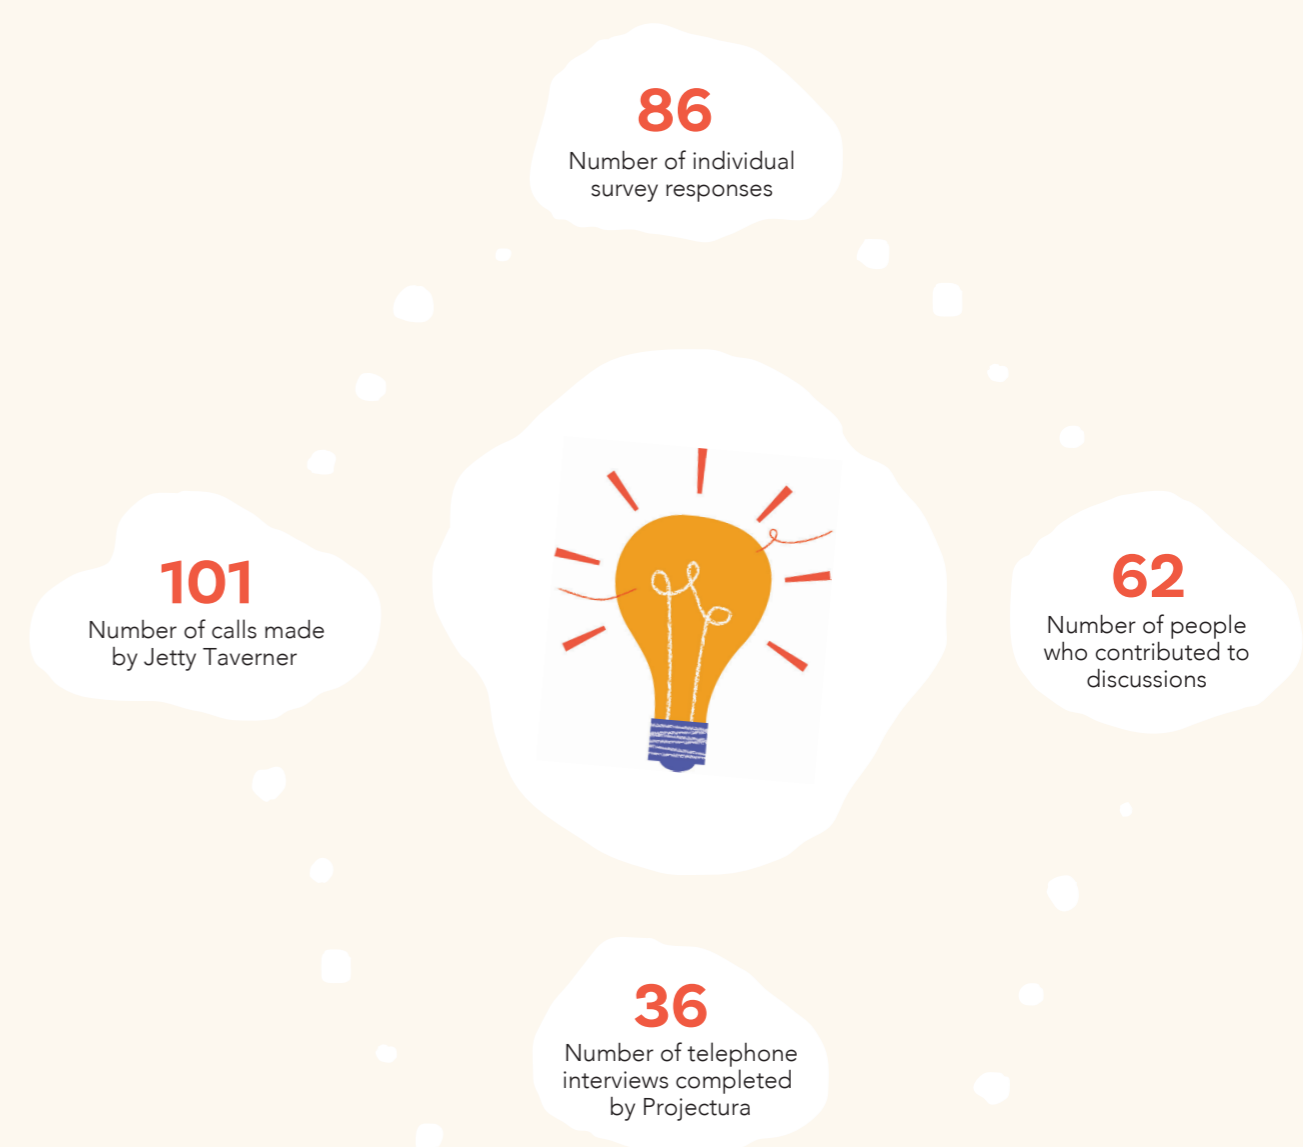 86
Number of individual
survey responses
101
Number of calls made
by Jetty Taverner
62
Number of people
who contributed to
discussions
36
Number of telephone
interviews completed
by Projectura